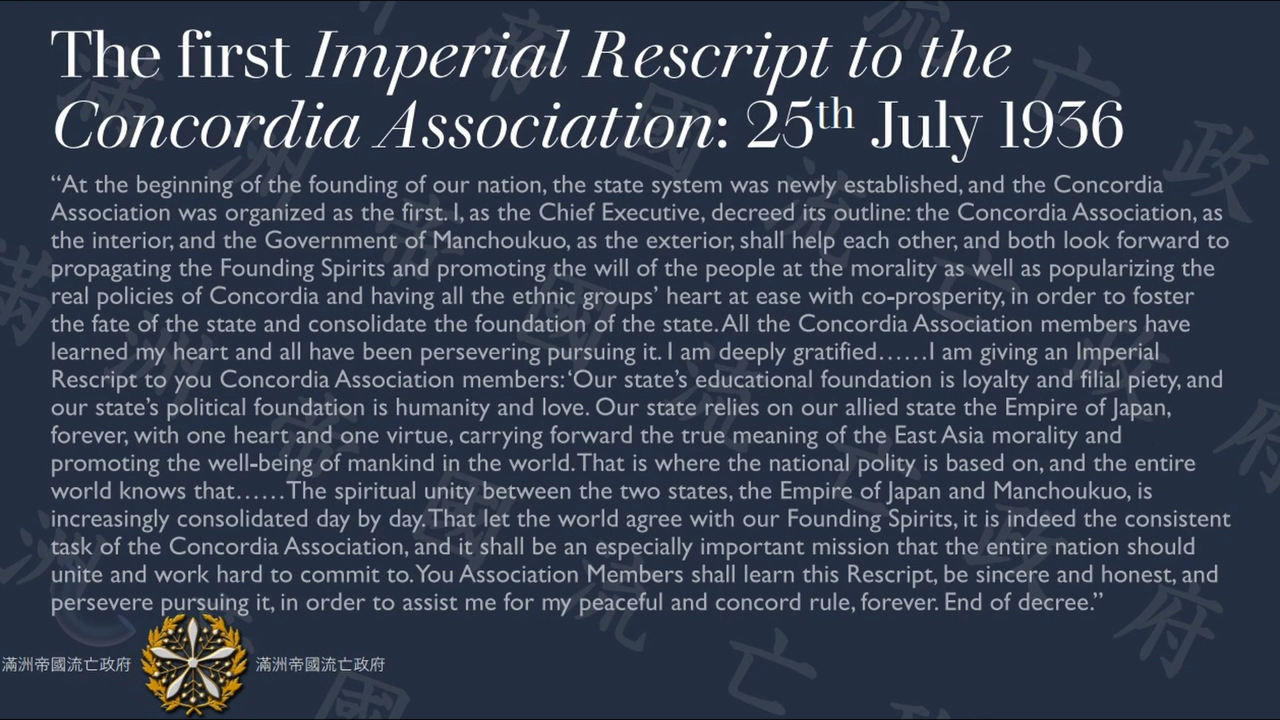 The first Imperial Rescript to the
Concordia Association: 25th July 1936
“At the beginning of the founding of our nation, the state system was newly established, and the Concordia
Association was organized as the first. I, as the Chief Executive, decreed its outline: the Concordia Association, as
the interior, and the Government of Manchoukuo, as the exterior, shall help each other, and both look forward to
propagating the Founding Spirits and promoting the will of the people at the morality as well as popularizing the
real policies of Concordia and having all the ethnic groups’ heart at ease with co-prosperity, in order to foster
the fate of the state and consolidate the foundation of the state. All the Concordia Association members have
learned my heart and all have been persevering pursuing it. I am deeply gratified……I am giving an Imperial
Rescript to you Concordia Association members: ‘Our state’s educational foundation is loyalty and filial piety, and
our state’s political foundation is humanity and love. Our state relies on our allied state the Empire of Japan,
forever, with one heart and one virtue, carrying forward the true meaning of the East Asia morality and
promoting the well-being of mankind in the world. That is where the national polity is based on, and the entire
world knows that……The spiritual unity between the two states, the Empire of Japan and Manchoukuo, is
increasingly consolidated day by day. That let the world agree with our Founding Spirits, it is indeed the consistent
task of the Concordia Association, and it shall be an especially important mission that the entire nation should
unite and work hard to commit to. You Association Members shall learn this Rescript, be sincere and honest, and
persevere pursuing it, in order to assist me for my peaceful and concord rule, forever. End of decree.”
滿洲帝國流亡政府 滿洲帝國流亡政府